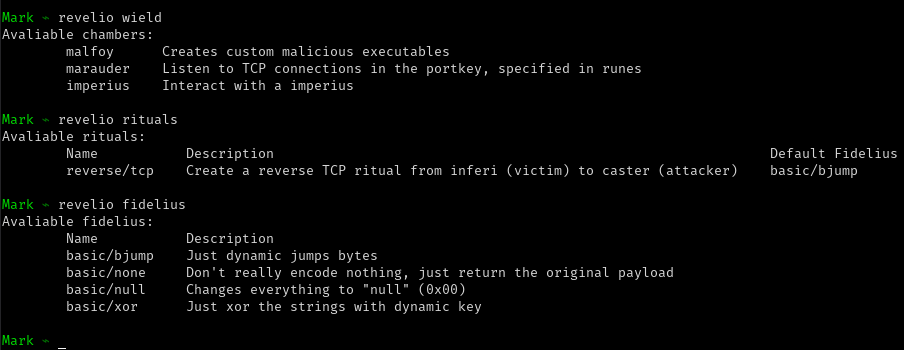 Mark ~ revelio wield
Avaliable chambers:
malfoy Creates custom malicious executables
marauder Listen to TCP connections in the portkey, specified in runes
imperius Interact with a imperius
Mark ~ revelio rituals
Avaliable rituals:
Name Description Default Fidelius
reverse/tcp Create a reverse TCP ritual from inferi (victim) to caster (attacker) basic/bjump
Mark ~ revelio fidelius
Avaliable fidelius:
Name Description
basic/bjump Just dynamic jumps bytes
basic/none Don't really encode nothing, just return the original payload
basic/null Changes everything to "null" (0x00)
basic/xor Just xor the strings with dynamic key
Mark ~ _